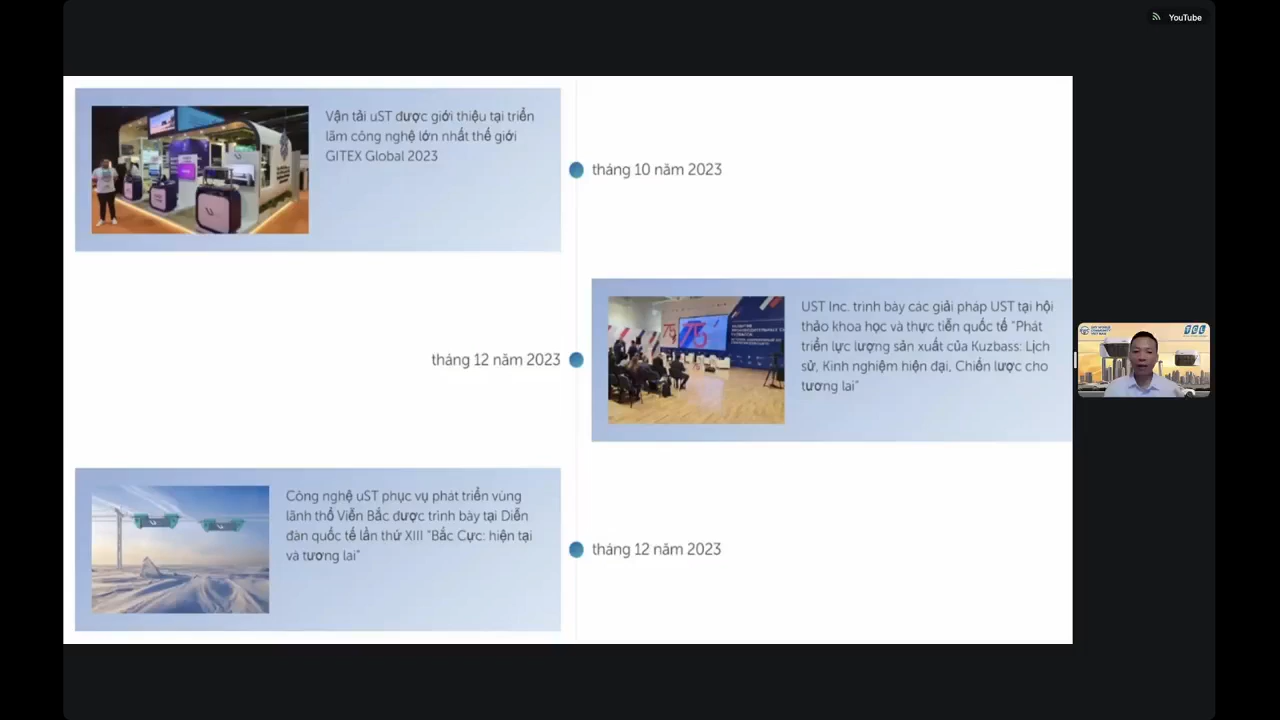 YouTube
Vận tải uST được giới thiệu tại triển
lãm công nghệ lớn nhất thế giới
GITEX Global 2023
tháng 10 năm 2023
UST Inc. trình bày các giải pháp UST tại hội
thảo khoa học và thực tiễn quốc tế "Phát
triển lực lượng sản xuất của Kuzbass: Lịch
sử, Kinh nghiệm hiện đại, Chiến lược cho
tương lai"
tháng 12 năm 2023
75
Công nghệ uST phục vụ phát triển vùng
lãnh thổ Viễn Bắc được trình bày tại Diễn
đàn quốc tế lần thứ XIII "Bắc Cực: hiện tại
và tương lai"
tháng 12 năm 2023